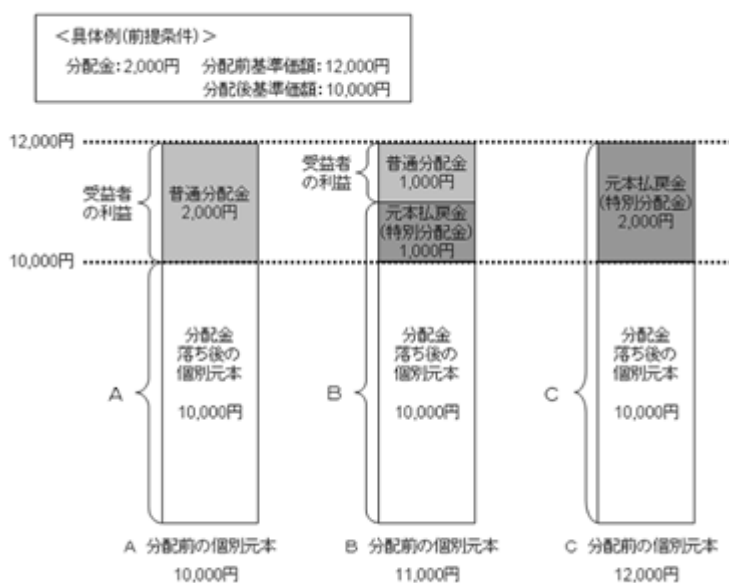 ＜具体例(前提条件)＞
分配金:2,000円　分配前基準価額:12,000円
分配後基準価額:10,000円
12,000円
受益者
の利益
普通分配金
2,000円
10,000円
A
分配金
落ち後の
個別元本
10,000円
A 分配前の個別元本
10,000円
受益者
の利益
普通分配金
1,000円
元本払戻金
(特別分配金)
1,000円
B
分配金
落ち後の
個別元本
10,000円
B 分配前の個別元本
11,000円
元本払戻金
(特別分配金)
2,000円
C
分配金
落ち後の
個別元本
10,000円
C 分配前の個別元本
12,000円